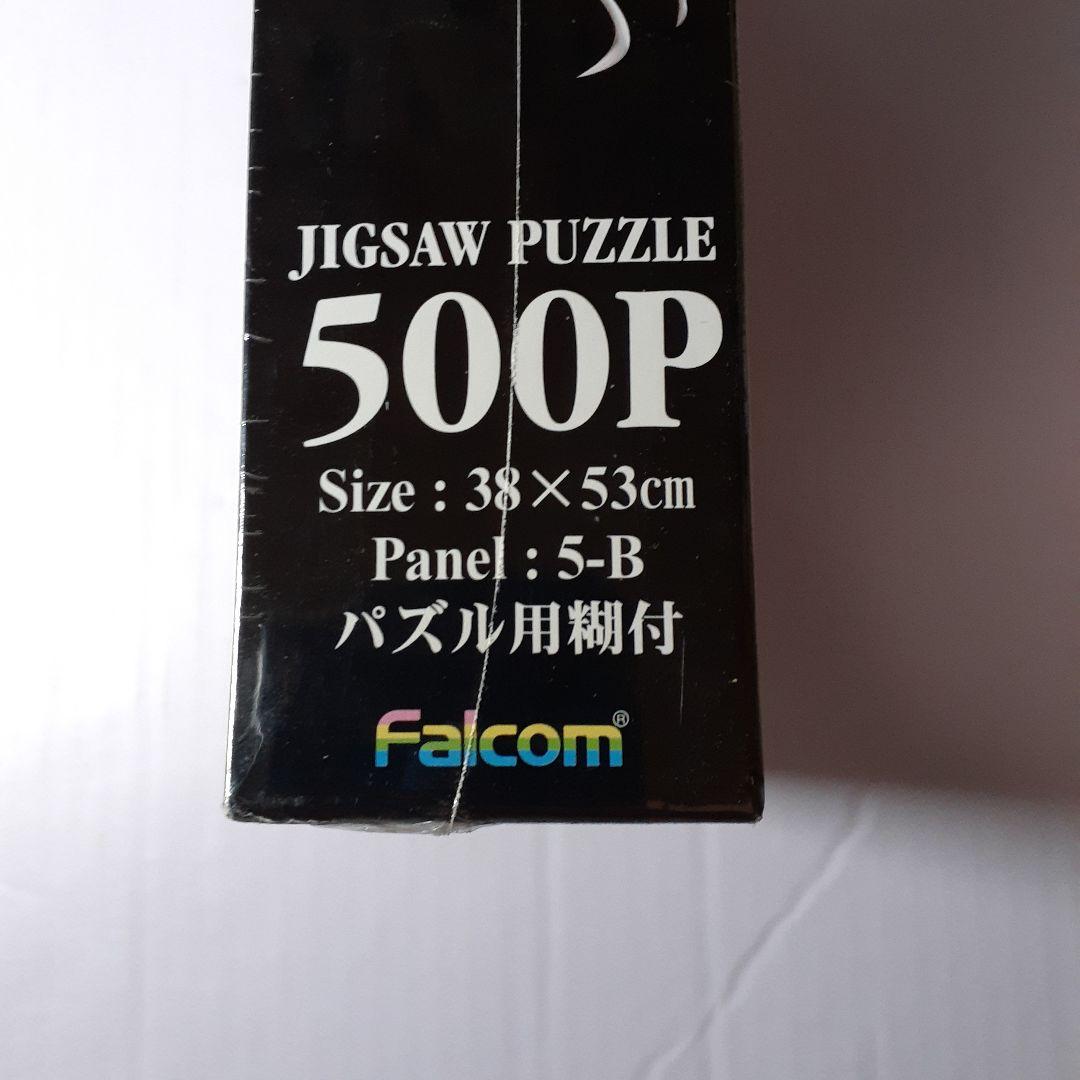 JIGSAW PUZZLE
500P
Size : 38×53cm
Panel : 5-B
パズル用糊付
Falcom®